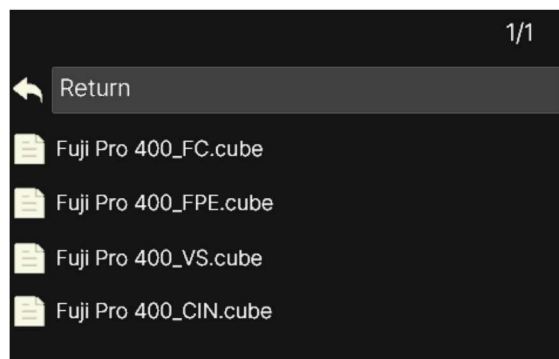 1/1
Return
Fuji Pro 400_FC.cube
Fuji Pro 400_FPE.cube
Fuji Pro 400_VS.cube
Fuji Pro 400_CIN.cube